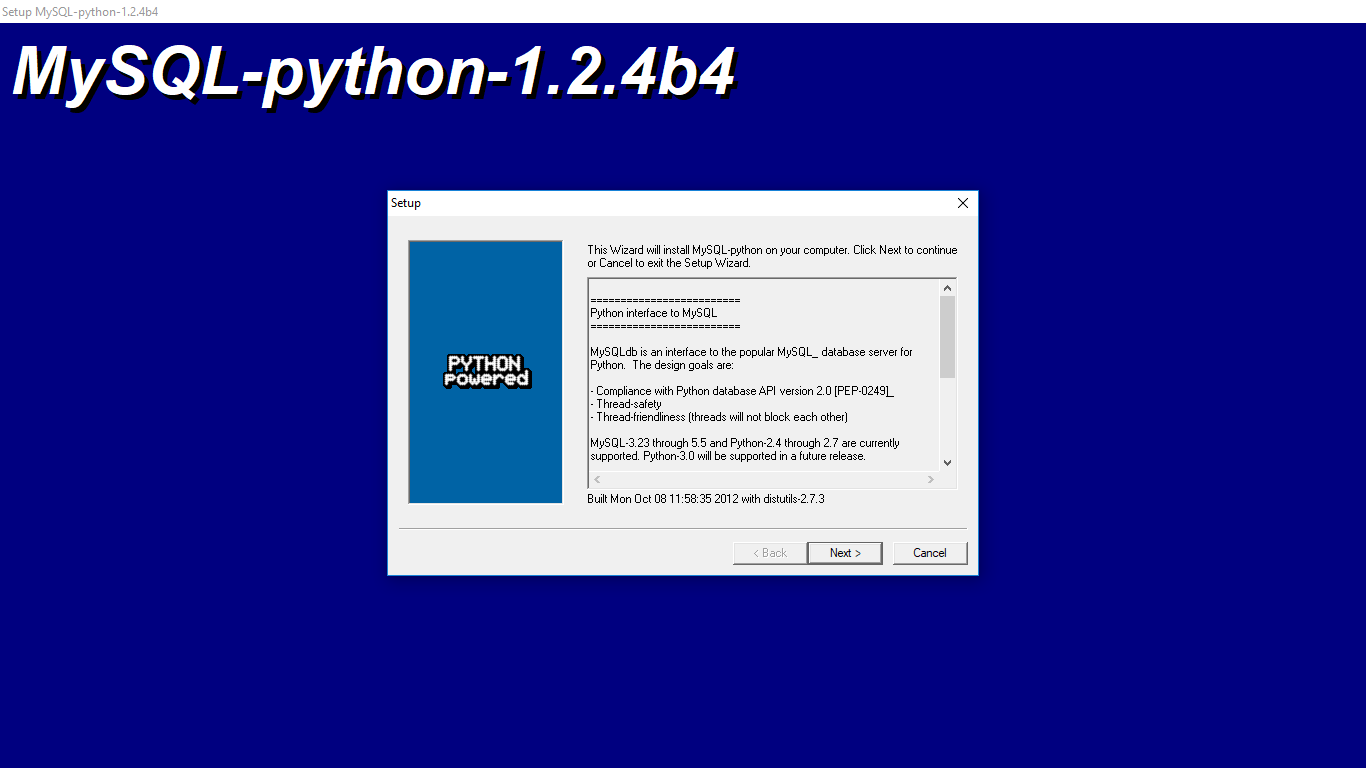 Setup MySQL-python-1.2.4b4
MySQL-python-1.2.4b4
Setup
This Wizard will install MySQL-python on your computer. Click Next to continue
or Cancel to exit the Setup Wizard.
=========================
Python interface to MySQL
=========================
MySQLdb is an interface to the popular MySQL_ database server for
Python.  The design goals are:
- Compliance with Python database API version 2.0 [PEP-0249]_
- Thread-safety
- Thread-friendliness (threads will not block each other)
MySQL-3.23 through 5.5 and Python-2.4 through 2.7 are currently
supported. Python-3.0 will be supported in a future release.
PYTHON
powered
Built Mon Oct 08 11:58:35 2012 with distutils-2.7.3
< Back
Next >
Cancel